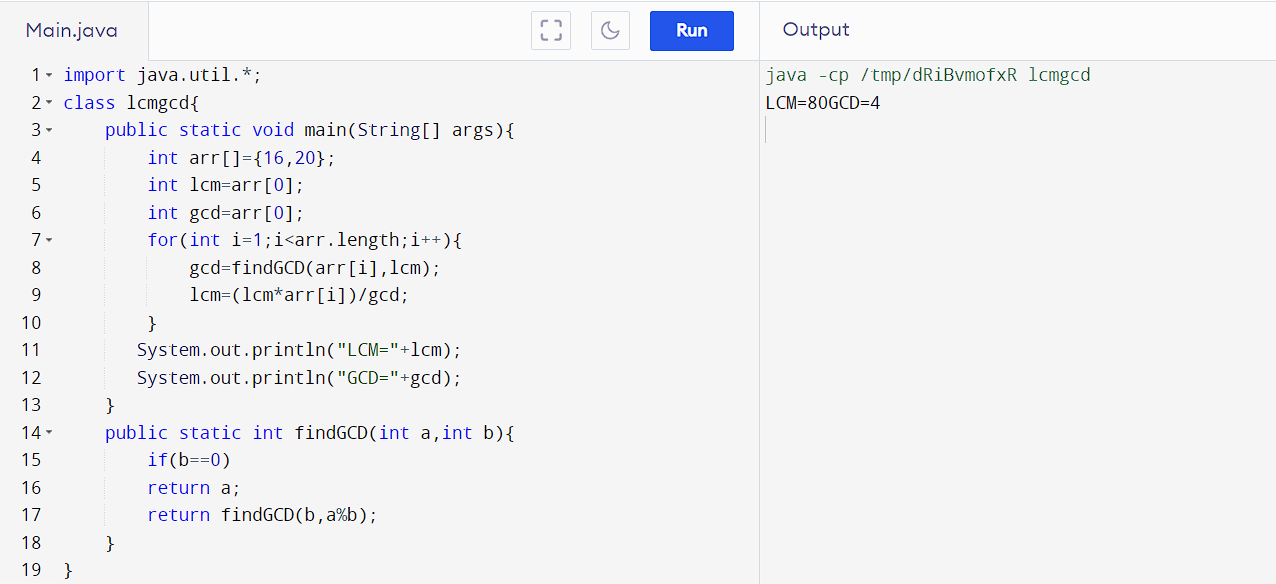 Main.java
Run
Output
1 import java.util.*;
2 class lcmgcd{
3 public static void main(String[] args){
4 int arr[]={16,20};
5 int lcm=arr[0];
6 int gcd=arr[0];
7 for(int i=1;i<arr.length;i++){
8 gcd=findGCD(arr[i],lcm);
9 lcm=(lcm*arr[i])/gcd;
10 }
11 System.out.println("LCM="+lcm);
12 System.out.println("GCD="+gcd);
13 }
14 public static int findGCD(int a,int b){
15 if(b==0)
16 return a;
17 return findGCD(b,a%b);
18 }
19 }
java -cp /tmp/dRiBvmofxR lcmgcd
LCM=80GCD=4